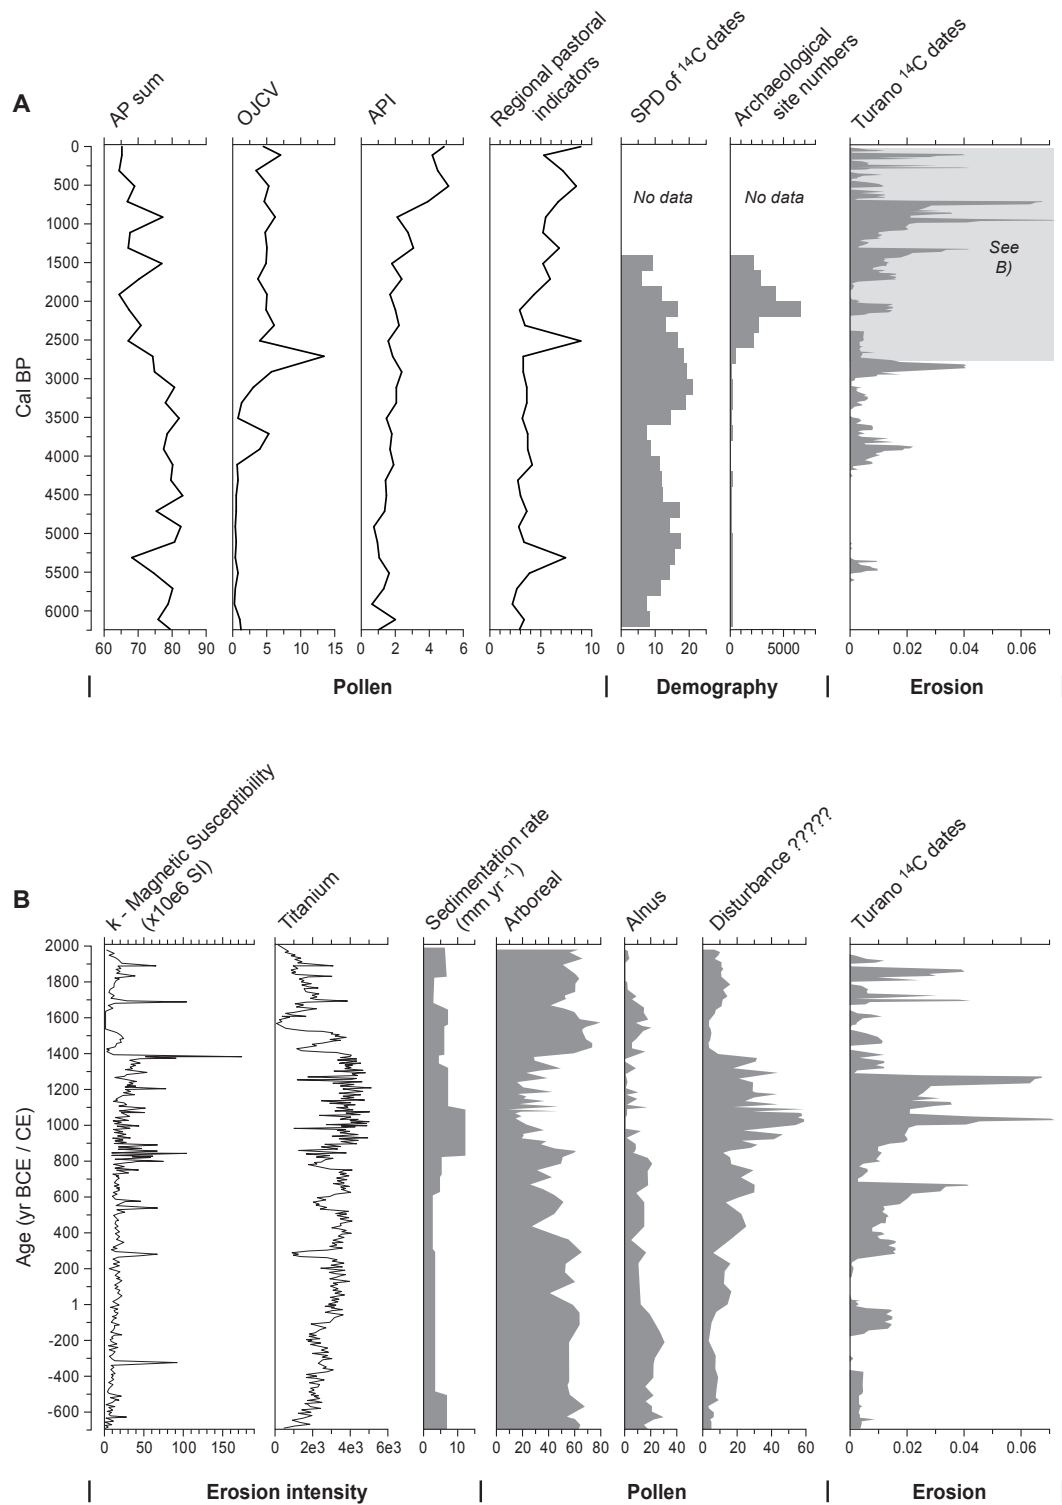 A
AP sum
OJCV
API
Regional pastoral
indicators
SPD of ¹⁴C dates
Archaeological
site numbers
Turano ¹⁴C dates
Cal BP
0
500
1000
1500
2000
2500
3000
3500
4000
4500
5000
5500
6000
No data
No data
See
B)
60 70 80 90
0 5 10 15
0 2 4 6
0 5 10
0 10 20
0 5000
0 0.02 0.04 0.06
Pollen
Demography
Erosion
B
k - Magnetic Susceptibility
(x10e6 SI)
Titanium
Sedimentation rate
(mm yr ⁻¹)
Arboreal
Alnus
Disturbance ?????
Turano ¹⁴C dates
Age (yr BCE / CE)
2000
1800
1600
1400
1200
1000
800
600
400
200
1
-200
-400
-600
0 50 100 150
0 2e3 4e3 6e3
0 10
0 20 40 60 80
0 20 40
0 20 40 60
0 0.02 0.04 0.06
Erosion intensity
Pollen
Erosion